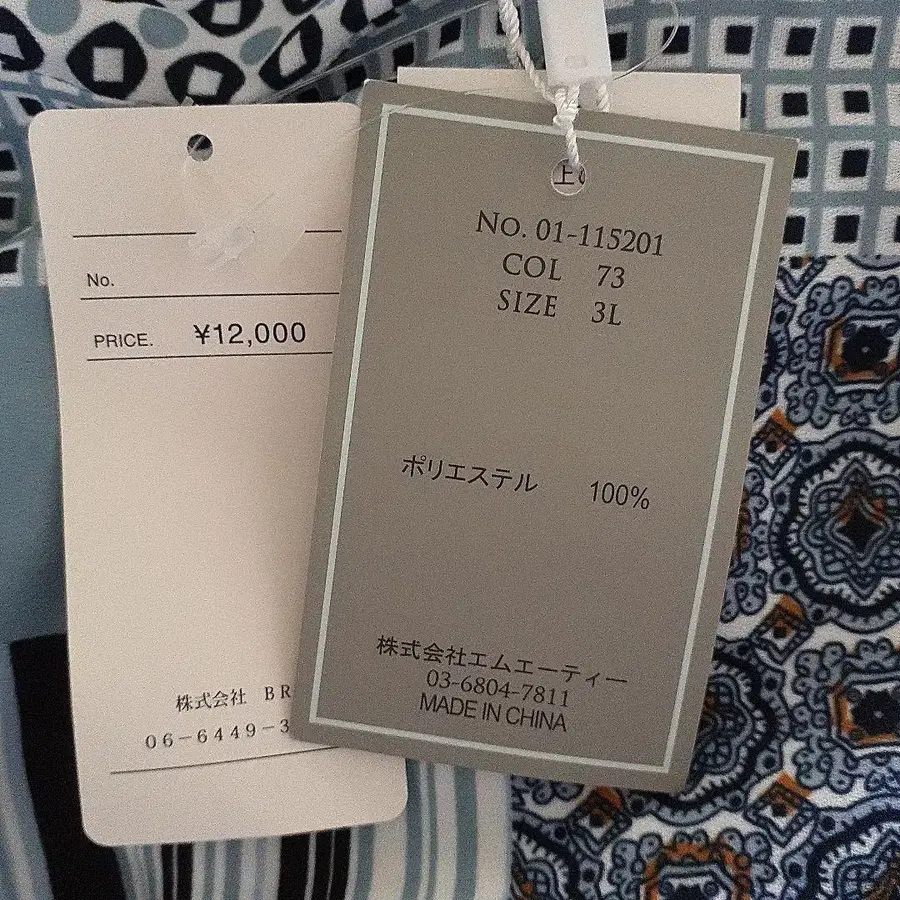 No.
PRICE. ¥12,000
株式会社 BR
06-6449-3
上
No. 01-115201
COL 73
SIZE 3L
ポリエステル 100%
株式会社エムエーティー
03-6804-7811
MADE IN CHINA